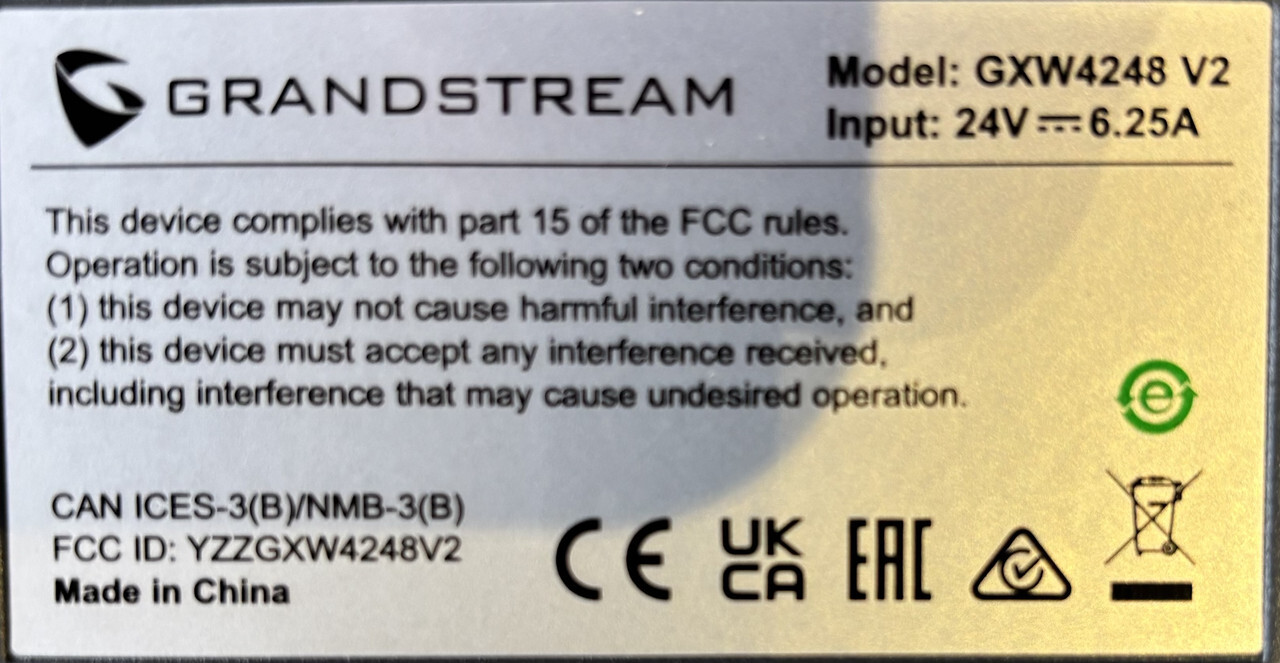 GRANDSTREAM
Model: GXW4248 V2
Input: 24V⎓6.25A
This device complies with part 15 of the FCC rules.
Operation is subject to the following two conditions:
(1) this device may not cause harmful interference, and
(2) this device must accept any interference received,
including interference that may cause undesired operation.
e
CAN ICES-3(B)/NMB-3(B)
FCC ID: YZZGXW4248V2
Made in China
CE
UK
CA
EAC